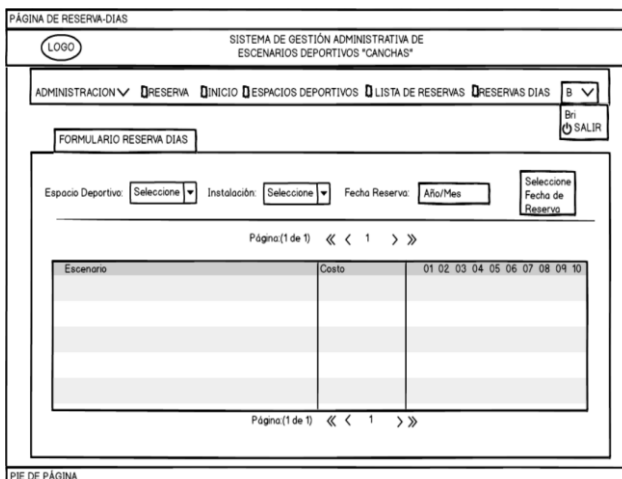 PÁGINA DE RESERVA-DIAS
LOGO
SISTEMA DE GESTIÓN ADMINISTRATIVA DE
ESCENARIOS DEPORTIVOS "CANCHAS"
ADMINISTRACION RESERVA INICIO ESPACIOS DEPORTIVOS LISTA DE RESERVAS RESERVAS DIAS B
Bri
SALIR
FORMULARIO RESERVA DIAS
Espacio Deportivo: Seleccione Instalación: Seleccione Fecha Reserva: Año/Mes
Seleccione
Fecha de
Reserva
Página:(1 de 1) << < 1 > >>
Escenario Costo 01 02 03 04 05 06 07 08 09 10
Página:(1 de 1) << < 1 > >>
PIE DE PÁGINA